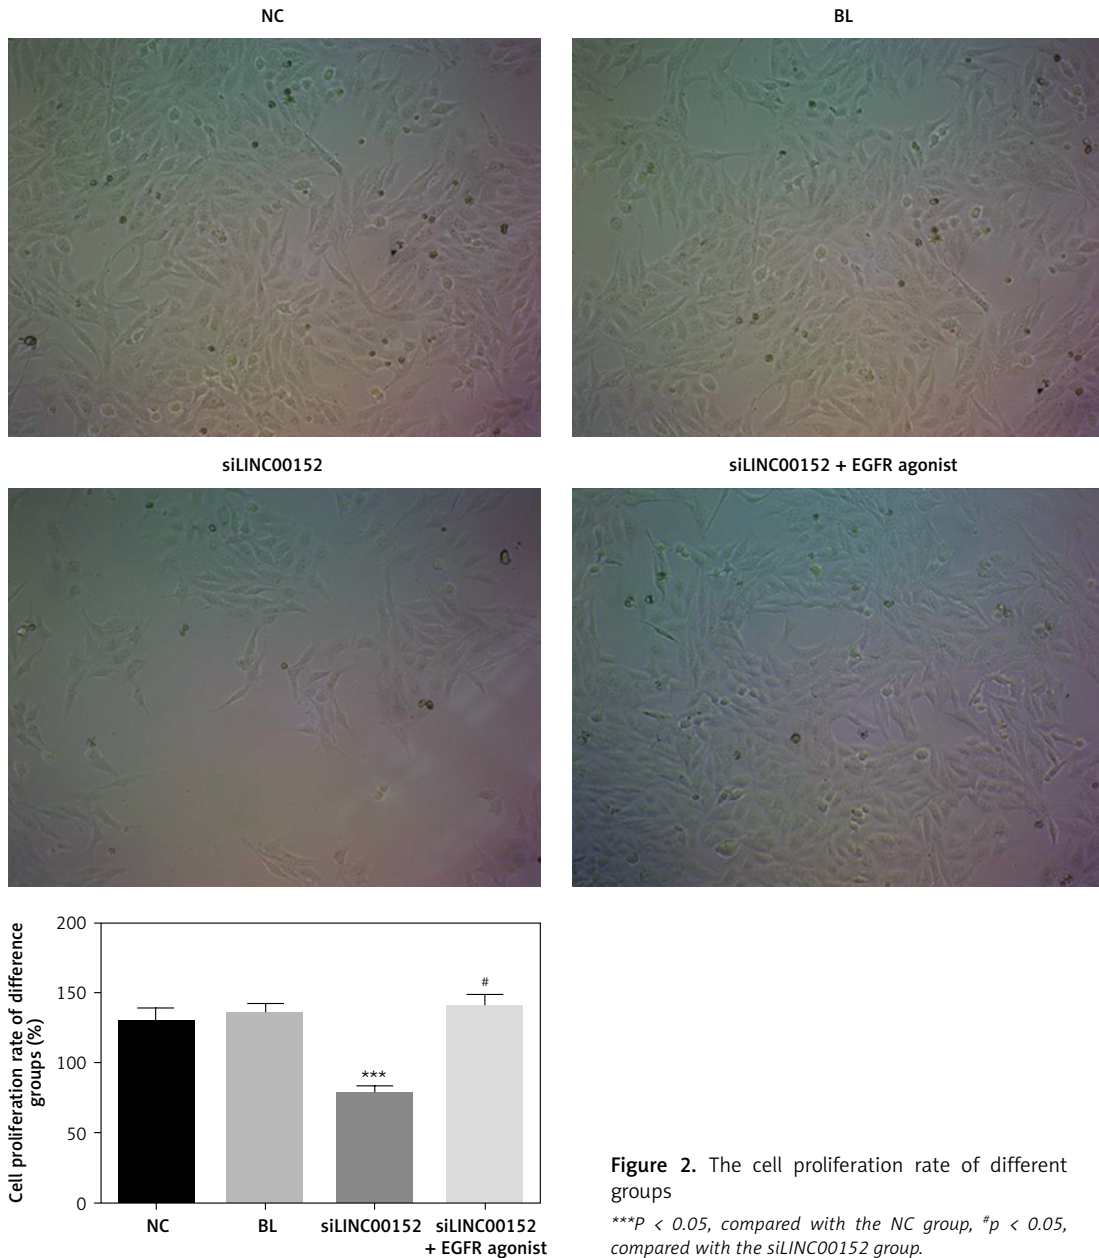 NC
BL
siLINC00152
siLINC00152 + EGFR agonist
Cell proliferation rate of difference
groups (%)
200
150
100
50
0
***
#
NC
BL
siLINC00152
siLINC00152
+ EGFR agonist
Figure 2. The cell proliferation rate of different
groups
***P < 0.05, compared with the NC group, #p < 0.05,
compared with the siLINC00152 group.